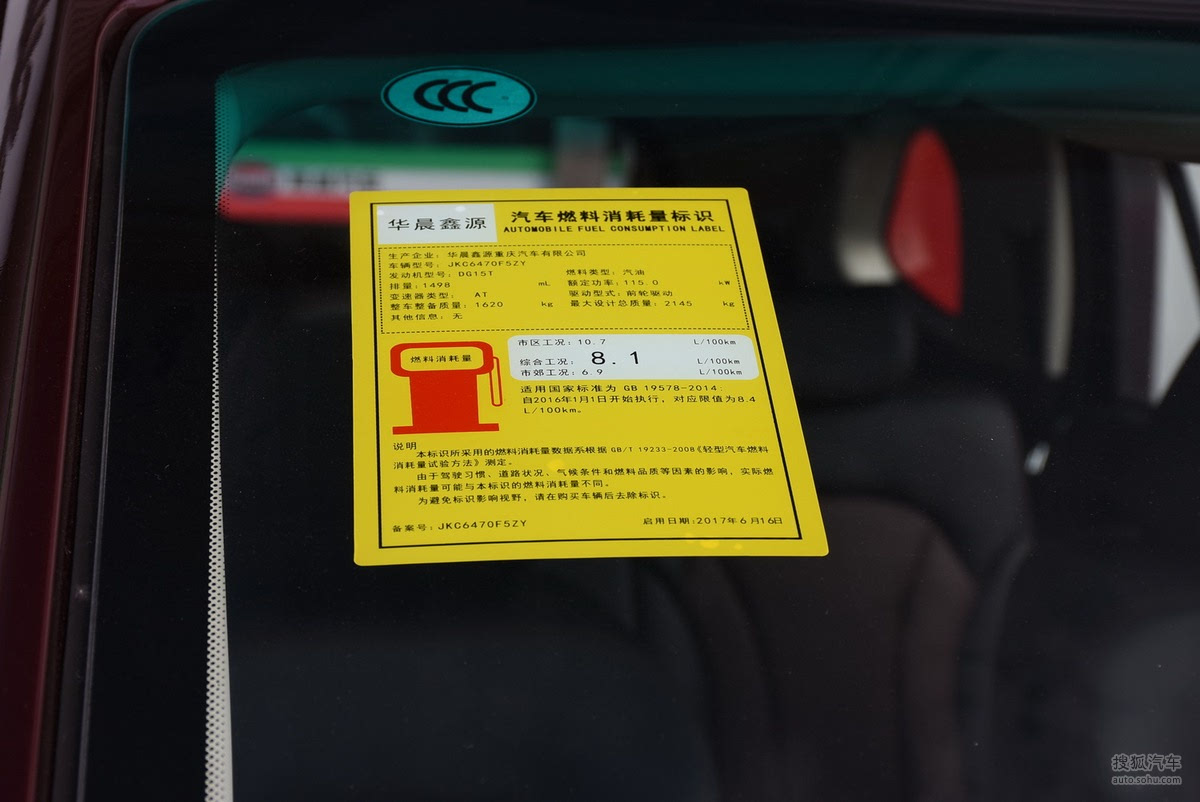 CCC
华晨鑫源
汽车燃料消耗量标识
AUTOMOBILE FUEL CONSUMPTION LABEL
生产企业: 华晨鑫源重庆汽车有限公司
车辆型号: JKC6470F5ZY
发动机型号: DG15T 燃料类型: 汽油
排量: 1498 mL 额定功率: 115.0 kW
变速器类型: AT 驱动型式: 前轮驱动
整车整备质量: 1620 kg 最大设计总质量: 2145 kg
其他信息: 无
燃料消耗量
市区工况: 10.7 L/100km
综合工况: 8.1 L/100km
市郊工况: 6.9 L/100km
适用国家标准为 GB 19578-2014:
自2016年1月1日开始执行, 对应限值为8.4
L/100km。
说明
本标识所采用的燃料消耗量数据系根据 GB/T 19233-2008《轻型汽车燃料
消耗量试验方法》测定。
由于驾驶习惯、道路状况、气候条件和燃料品质等因素的影响, 实际燃
料消耗量可能与本标识的燃料消耗量不同。
为避免标识影响视野, 请在购买车辆后去除标识。
备案号: JKC6470F5ZY 启用日期: 2017年6月16日
搜狐汽车
auto.sohu.com